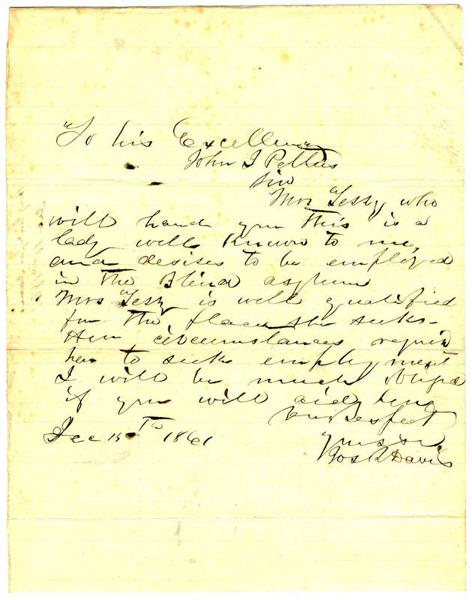 To his Excellency
John J Pettus
Sir
Mrs Tessy who
will hand you this is a
lady well known to me,
and desires to be employed
in the Blind asylum
Mrs Tessy is well qualified
for the place she seeks-
Her circumstances require
her to seek employment
I will be much obliged
if you will aid her
Respect
yours &c
Jos R Davis
Dec 15th 1861